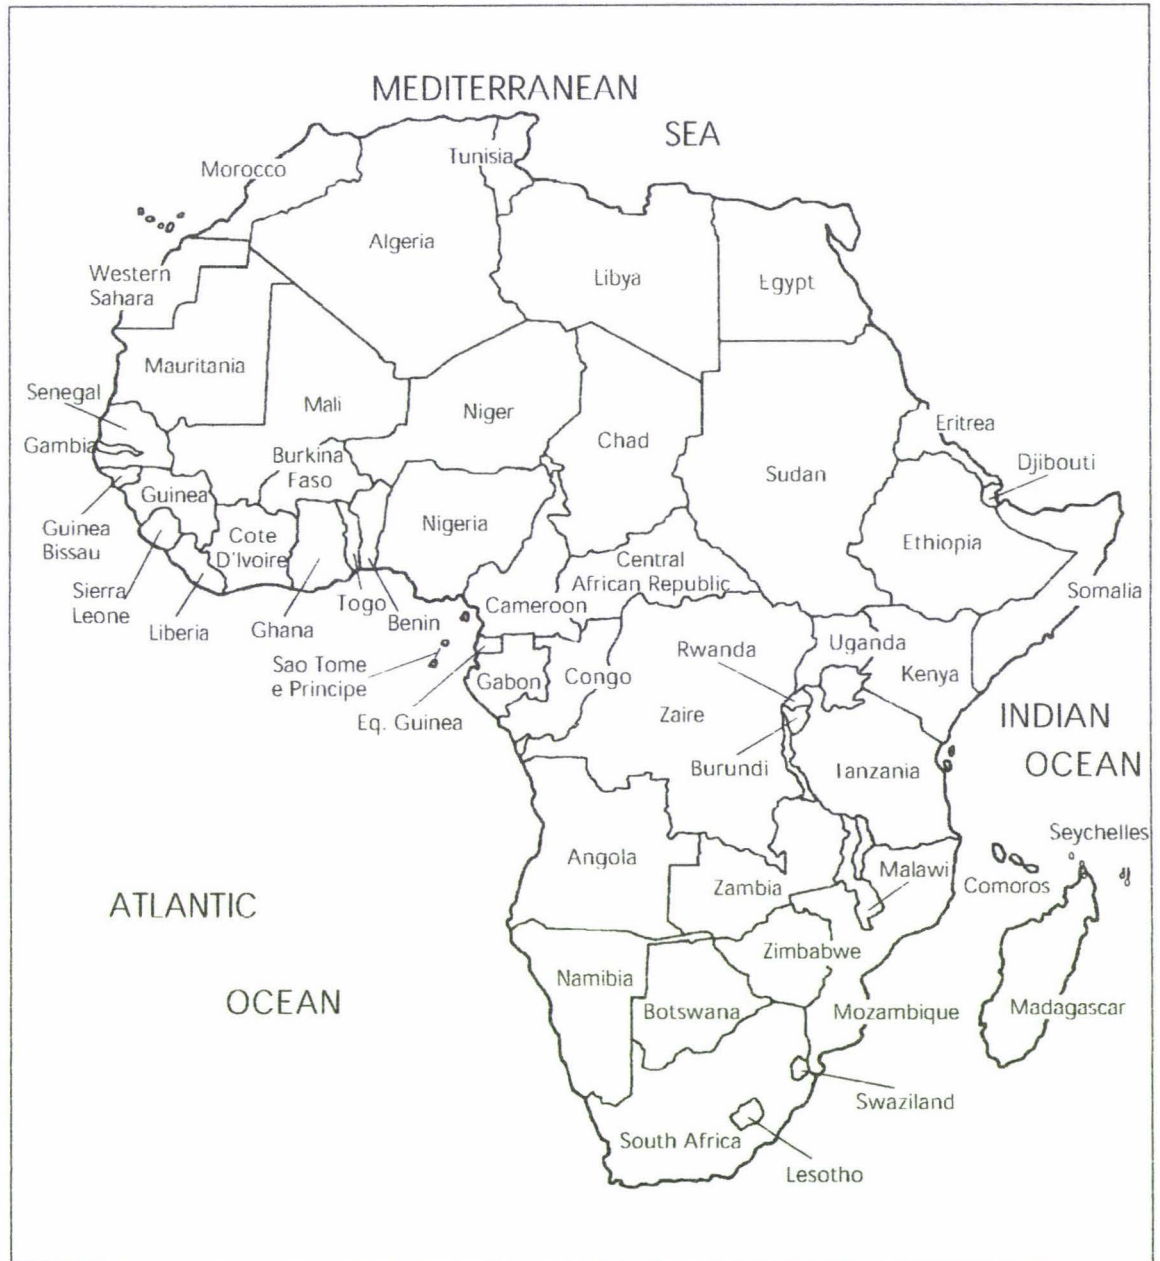 MEDITERRANEAN
SEA
Morocco
Tunisia
Algeria
Libya
Egypt
Western
Sahara
Mauritania
Senegal
Mali
Niger
Chad
Sudan
Eritrea
Gambia
Burkina
Faso
Djibouti
Guinea
Guinea
Bissau
Nigeria
Cote
D'Ivoire
Ethiopia
Central
African Republic
Somalia
Sierra
Leone
Liberia
Ghana
Togo
Benin
Cameroon
Sao Tome
e Principe
Eq. Guinea
Gabon
Congo
Rwanda
Uganda
Kenya
Zaire
Burundi
Tanzania
INDIAN
OCEAN
Seychelles
Comoros
Angola
Zambia
Malawi
ATLANTIC
OCEAN
Zimbabwe
Namibia
Botswana
Mozambique
Madagascar
Swaziland
South Africa
Lesotho